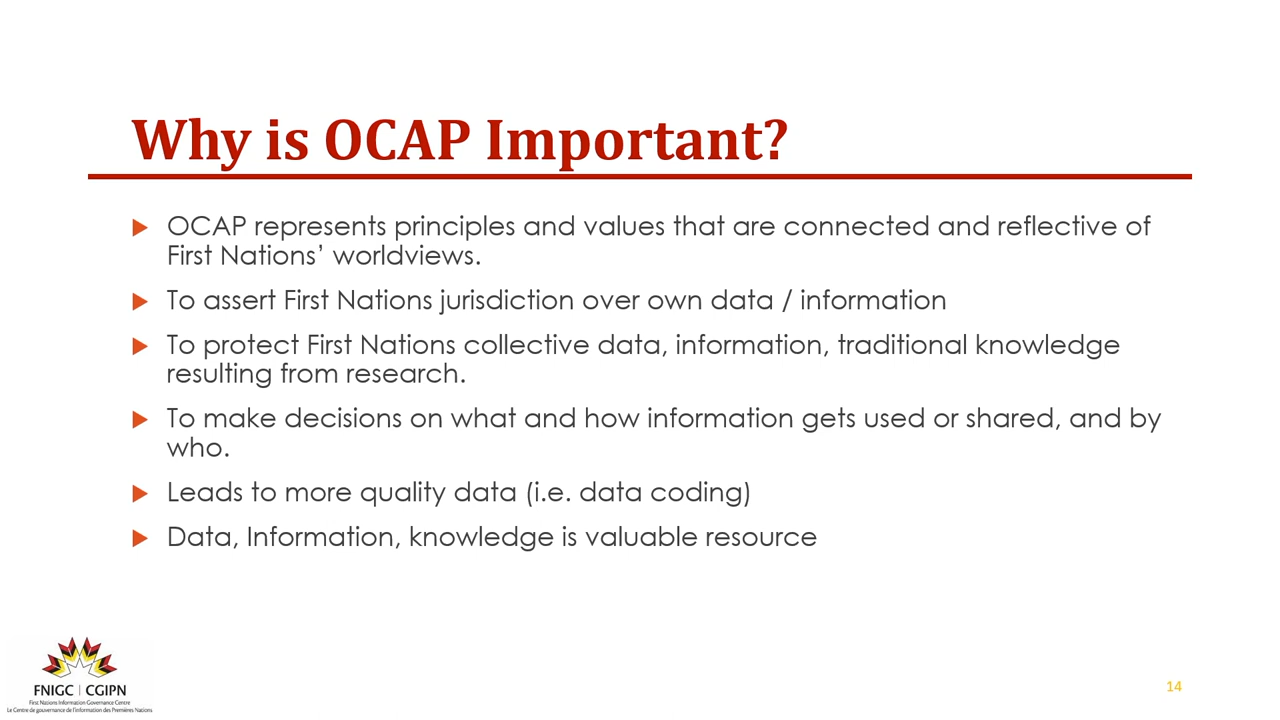 Why is OCAP Important?
OCAP represents principles and values that are connected and reflective of
First Nations’ worldviews.
To assert First Nations jurisdiction over own data / information
To protect First Nations collective data, information, traditional knowledge
resulting from research.
To make decisions on what and how information gets used or shared, and by
who.
Leads to more quality data (i.e. data coding)
Data, Information, knowledge is valuable resource
FNIGC | CGIPN
First Nations Information Governance Centre
Le Centre de gouvernance de l'information des Premières Nations
14